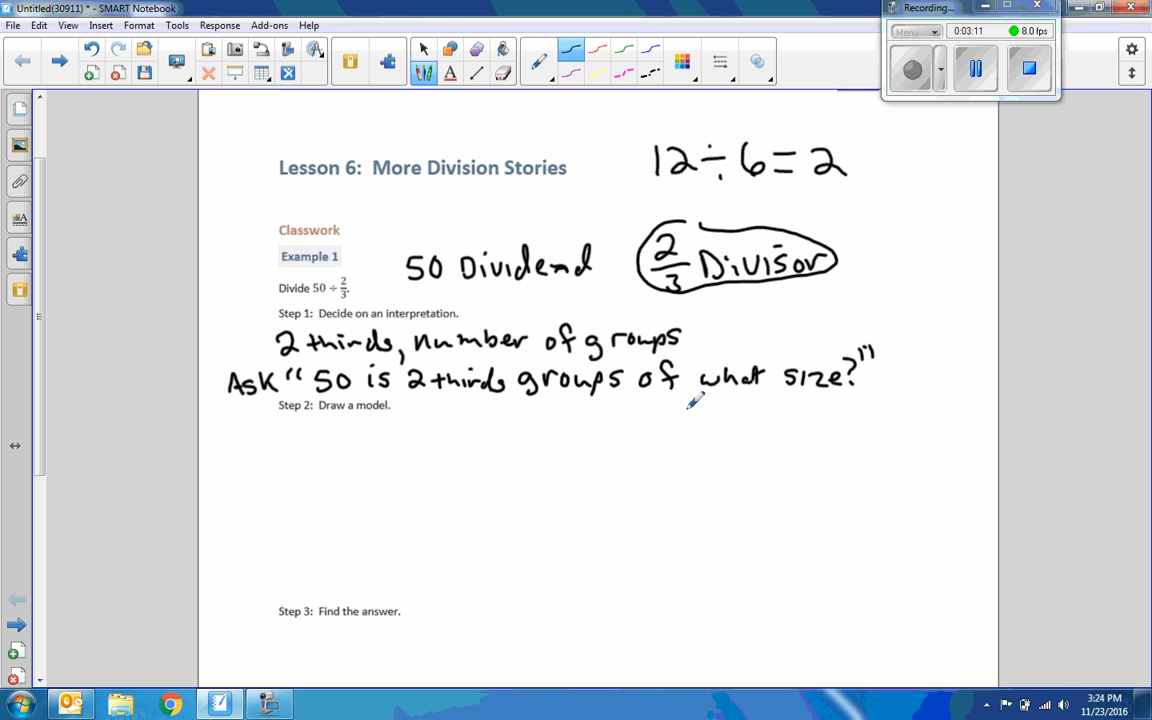 Untitled(30911) * - SMART Notebook
Recording...
File Edit View Insert Format Tools Response Add-ons Help
Menu 0:03:11 8.0 fps
12÷6=2
Lesson 6: More Division Stories
Classwork
Example 1
50 Dividend 2/3 Divisor
Divide 50 ÷ 2/3.
Step 1: Decide on an interpretation.
2 thirds, number of groups
Ask "50 is 2 thirds groups of what size?"
Step 2: Draw a model.
Step 3: Find the answer.
3:24 PM
11/23/2016